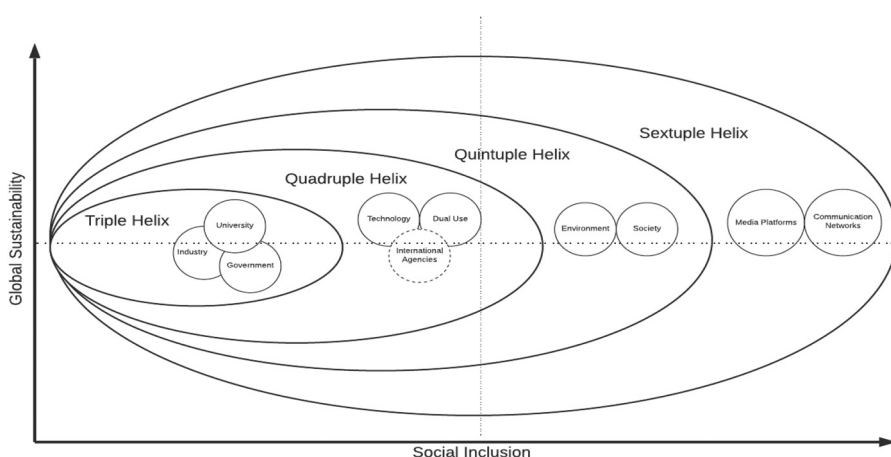 Sextuple Helix
Quintuple Helix
Quadruple Helix
Triple Helix
University
Industry
Government
Technology
Dual Use
International
Agencies
Environment
Society
Media Platforms
Communication
Networks
Global Sustainability
Social Inclusion